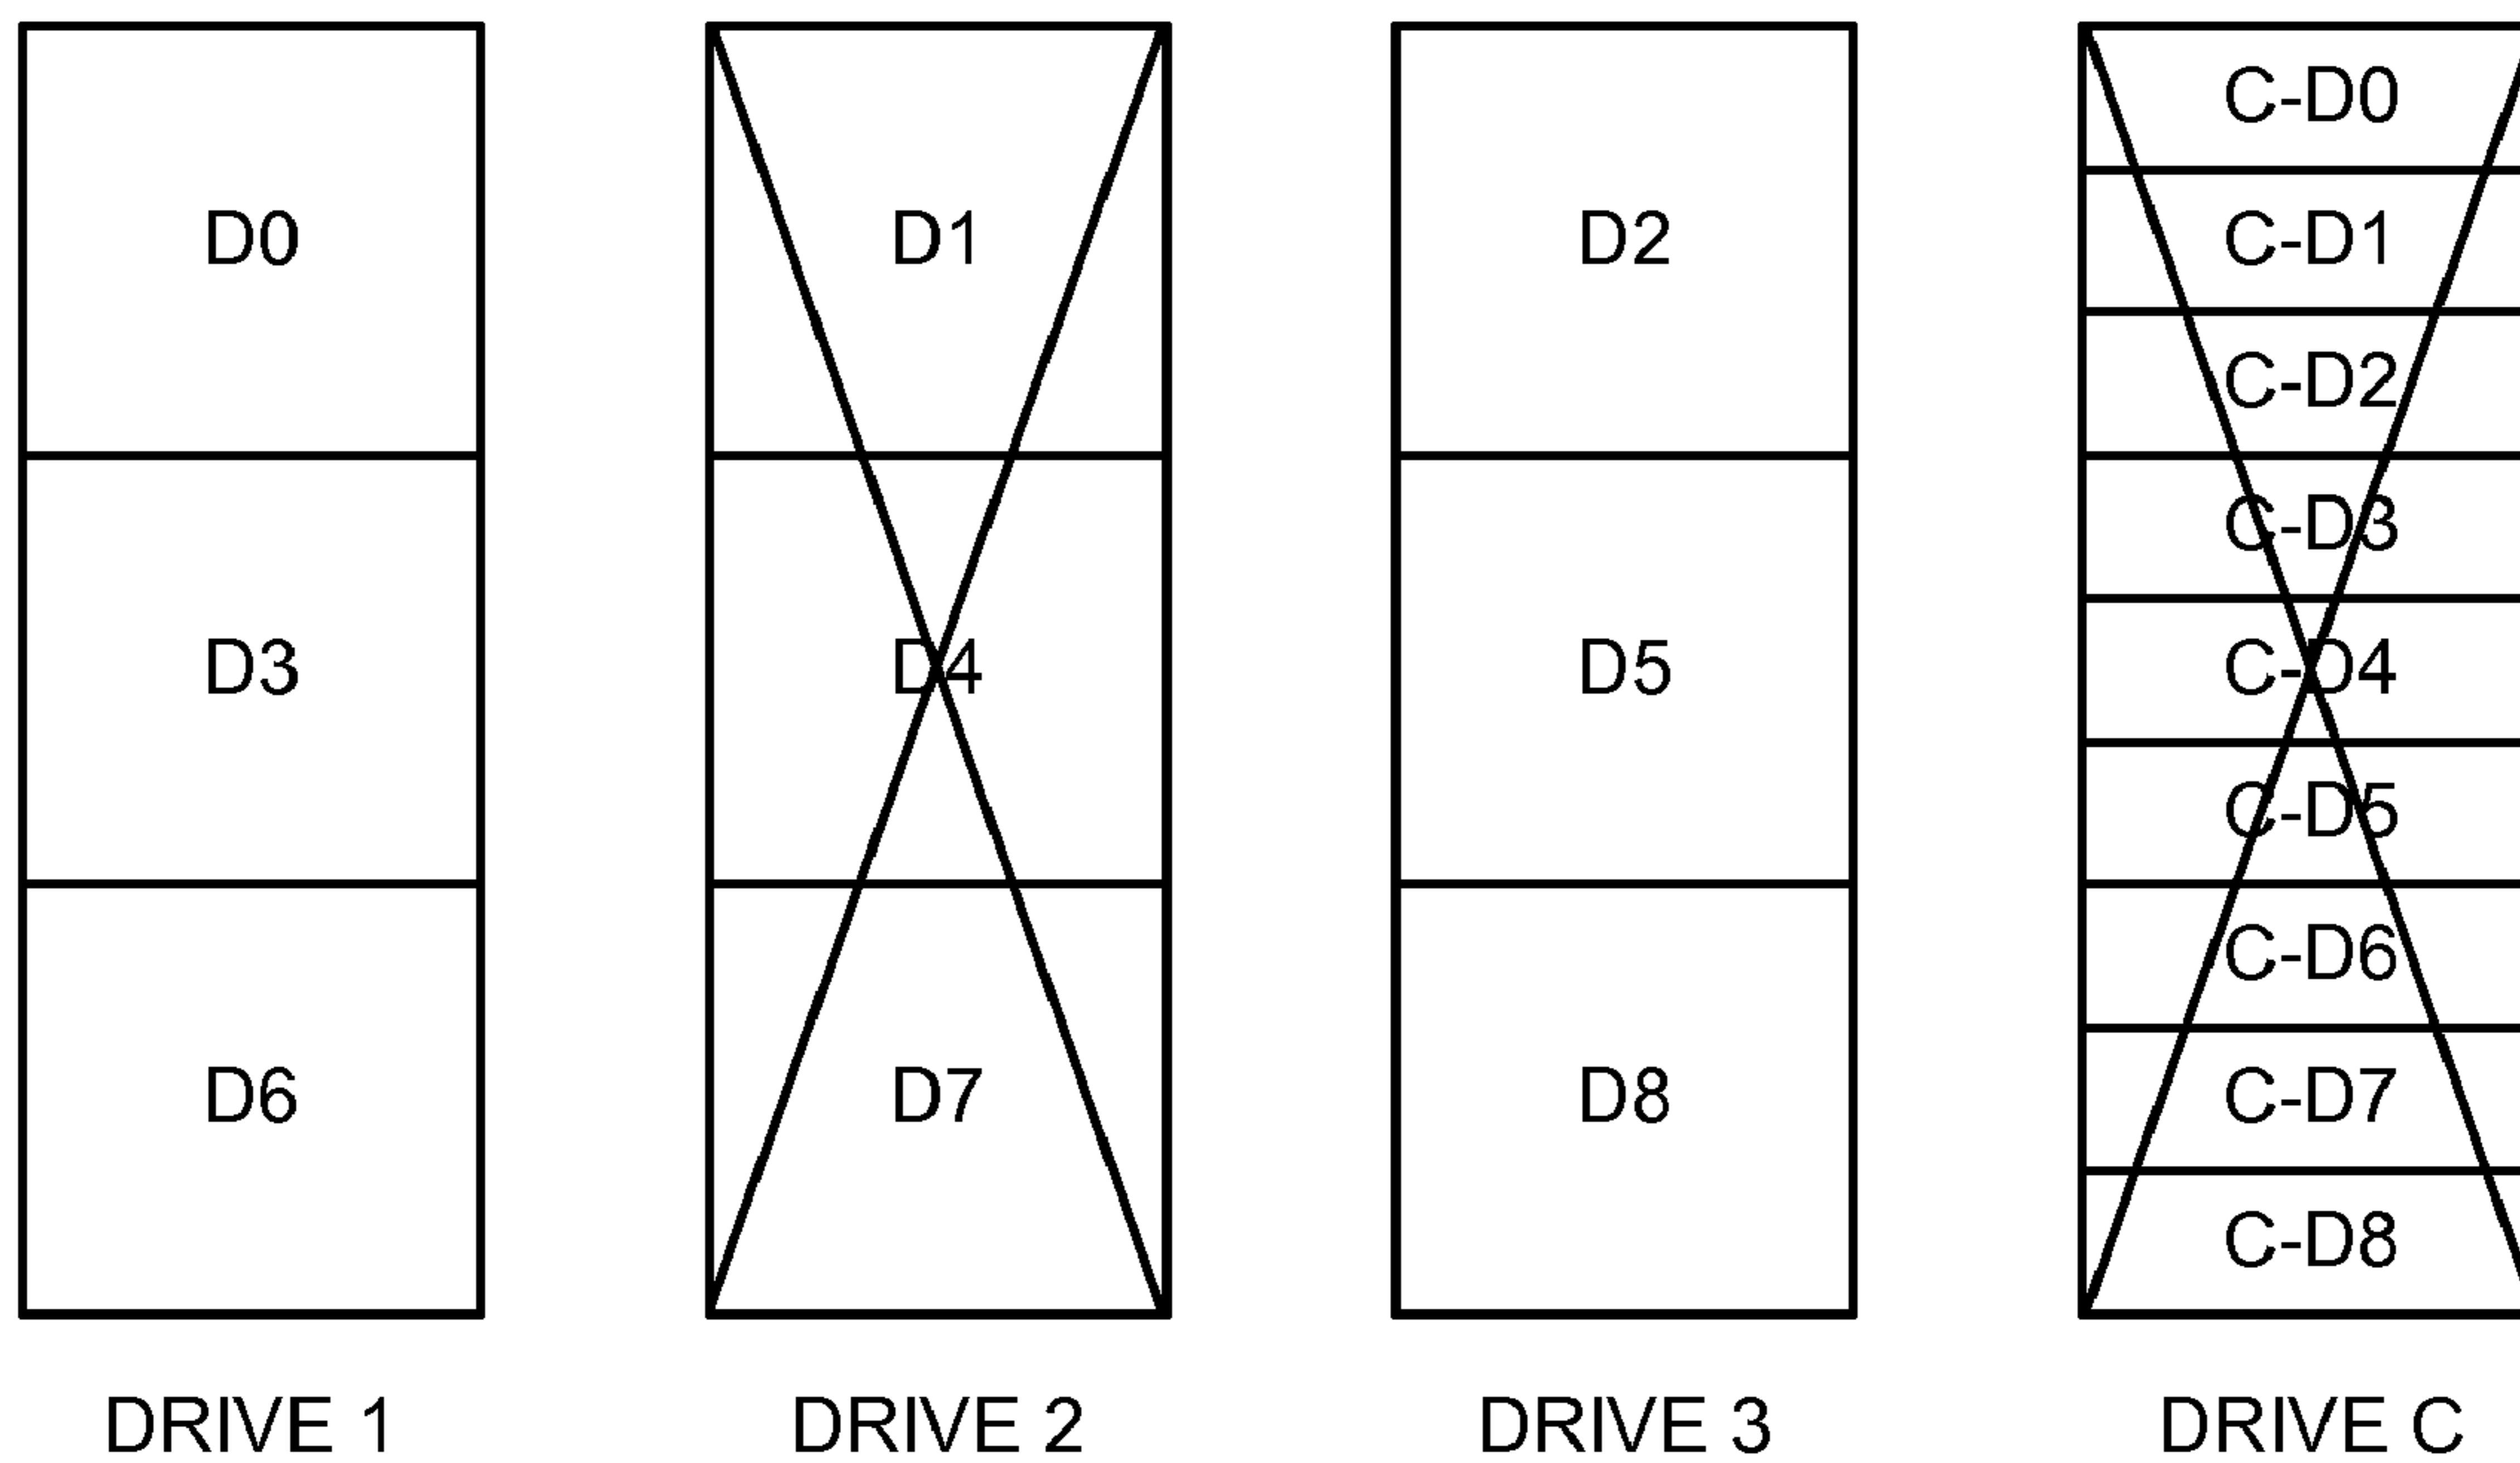 D0
D3
D6
DRIVE 1
D1
D4
D7
DRIVE 2
D2
D5
D8
DRIVE 3
C-D0
C-D1
C-D2
C-D3
C-D4
C-D5
C-D6
C-D7
C-D8
DRIVE C